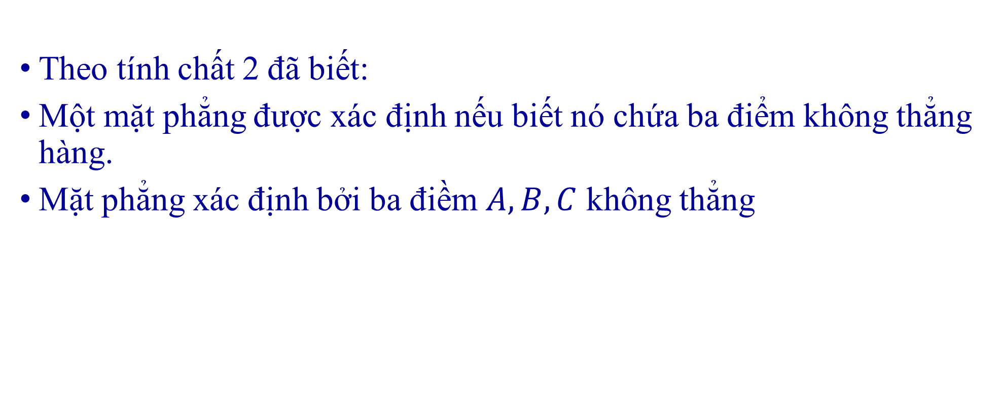 • Theo tính chất 2 đã biết:
• Một mặt phẳng được xác định nếu biết nó chứa ba điểm không thẳng
hàng.
• Mặt phẳng xác định bởi ba điềm A, B, C không thẳng